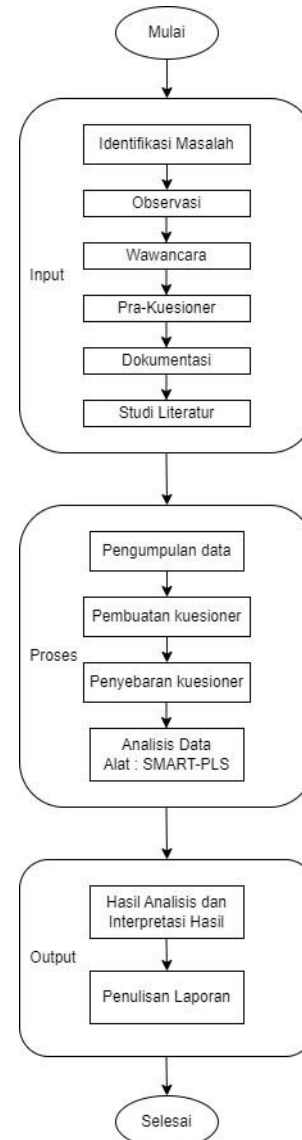 Mulai
Identifikasi Masalah
Observasi
Wawancara
Input
Pra-Kuesioner
Dokumentasi
Studi Literatur
Pengumpulan data
Pembuatan kuesioner
Proses
Penyebaran kuesioner
Analisis Data
Alat : SMART-PLS
Hasil Analisis dan
Interpretasi Hasil
Output
Penulisan Laporan
Selesai